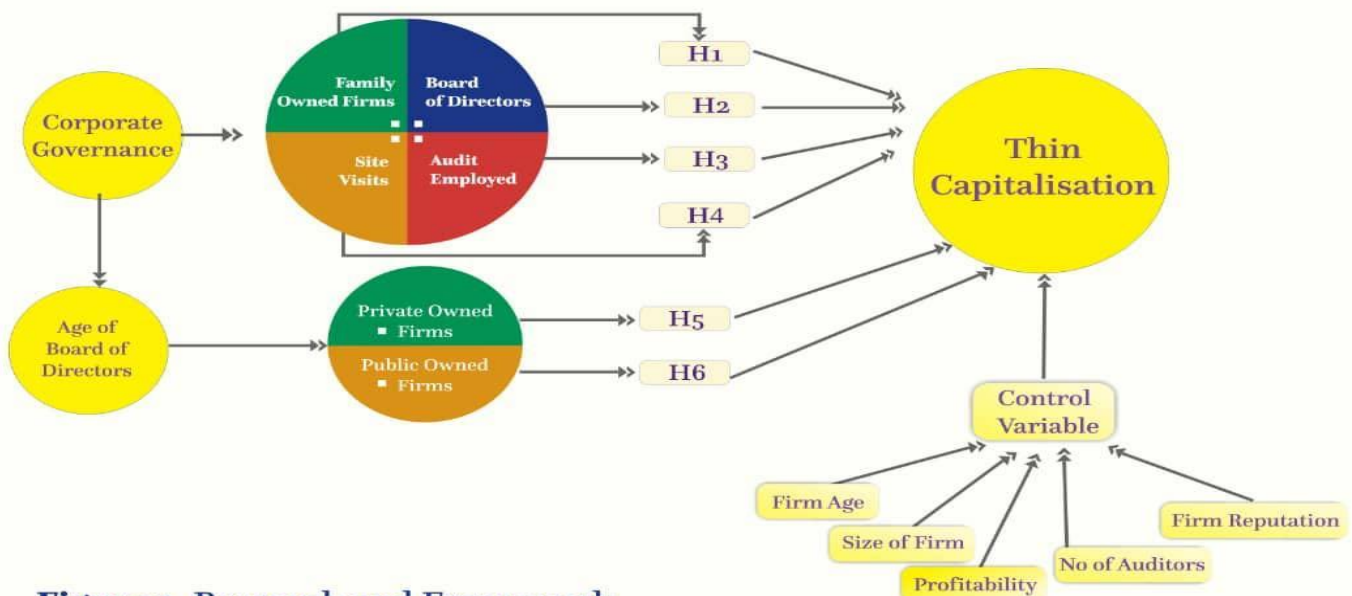 Corporate
Governance
Family
Owned Firms
Board
of Directors
Site
Visits
Audit
Employed
H1
H2
H3
H4
Thin
Capitalisation
Age of
Board of
Directors
Private Owned
Firms
Public Owned
Firms
H5
H6
Control
Variable
Firm Age
Size of Firm
Profitability
No of Auditors
Firm Reputation